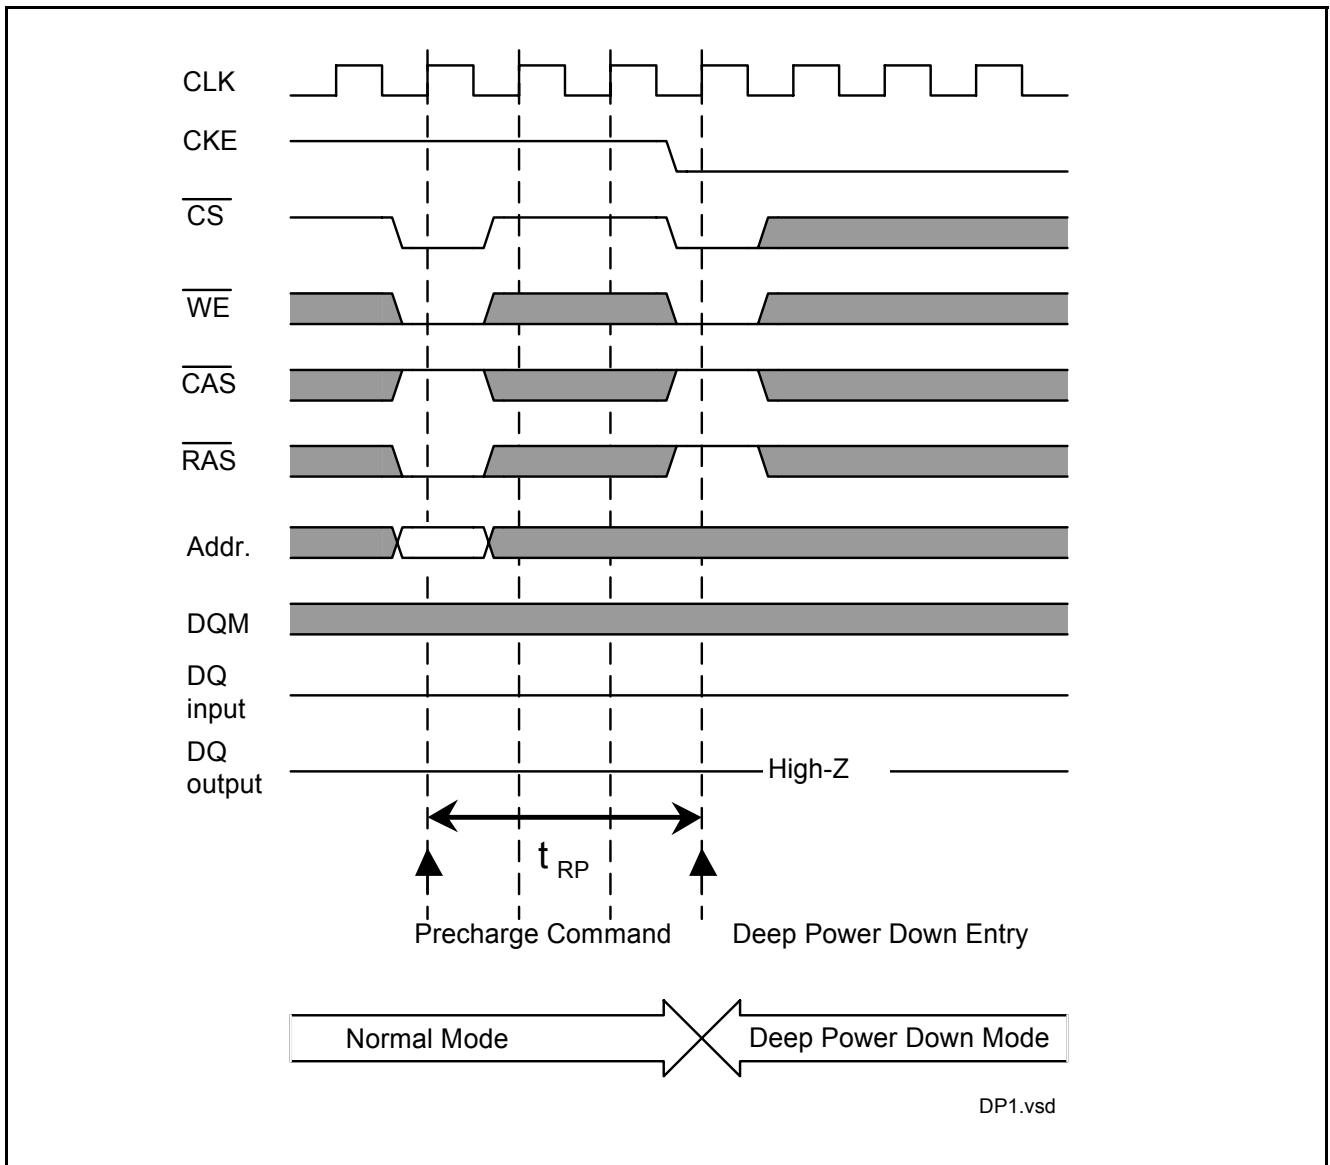 CLK
CKE
CS
WE
CAS
RAS
Addr.
DQM
DQ
input
DQ
output
High-Z
t RP
Precharge Command
Deep Power Down Entry
Normal Mode
Deep Power Down Mode
DP1.vsd